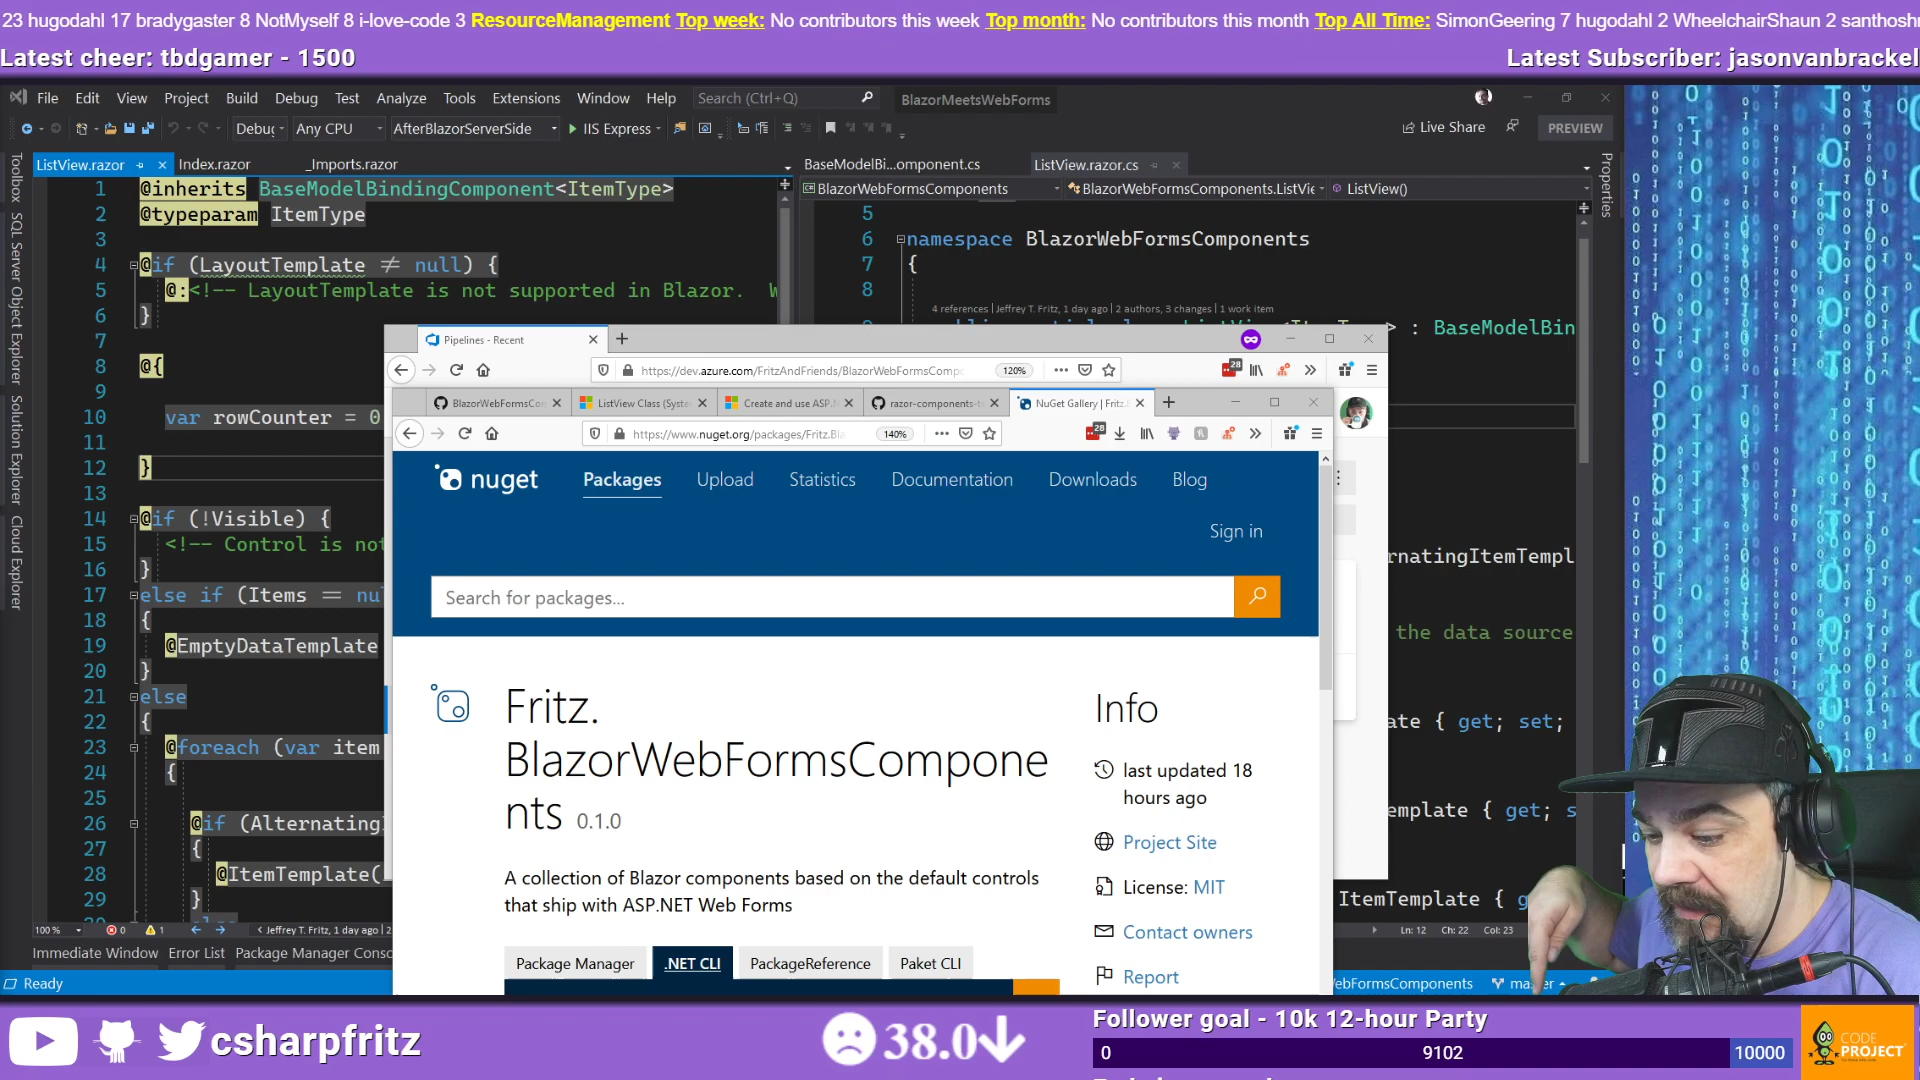 23 hugodahl 17 bradygaster 8 NotMyself 8 i-love-code 3 ResourceManagement Top week: No contributors this week Top month: No contributors this month Top All Time: SimonGeering 7 hugodahl 2 WheelchairShaun 2
Latest cheer: tbdgamer - 1500
Latest Subscriber: jasonvanbrackel
File Edit View Project Build Debug Test Analyze Tools Extensions Window Help Search (Ctrl+Q) BlazorMeetsWebForms
Debug Any CPU AfterBlazorServerSide IIS Express Live Share PREVIEW
Toolbox
SQL Server Object Explorer
Solution Explorer
Cloud Explorer
ListView.razor Index.razor _Imports.razor
1 @inherits BaseModelBindingComponent<ItemType>
2 @typeparam ItemType
3
4 @if (LayoutTemplate ≠ null) {
5 @:<!-- LayoutTemplate is not supported in Blazor. W
6 }
7
8 @{
9
10 var rowCounter = 0
11
12 }
13
14 @if (!Visible) {
15 <!-- Control is not
16 }
17 else if (Items == nu
18 {
19 @EmptyDataTemplate
20 }
21 else
22 {
23 @foreach (var item
24 {
25
26 @if (Alternating
27 {
28 @ItemTemplate(
29 }
100% 0 1 Jeffrey T. Fritz, 1 day ago | 2
Immediate Window Error List Package Manager Conso
Ready
BaseModelBi...omponent.cs ListView.razor.cs
BlazorWebFormsComponents BlazorWebFormsComponents.ListVie ListView()
Properties
5
6 namespace BlazorWebFormsComponents
7 {
8
4 references | Jeffrey T. Fritz, 1 day ago | 2 authors, 3 changes | 1 work item
> : BaseModelBin
rnatingItemTempl
the data source
ate { get; set;
emplate { get; s
ItemTemplate { g
Ln: 12 Ch: 22 Col: 23
ebFormsComponents
Pipelines - Recent
https://dev.azure.com/FritzAndFriends/BlazorWebFormsComp 120%
28
BlazorWebFormsCom ListView Class (Syste Create and use ASP.N razor-components-t NuGet Gallery | Fritz.B
https://www.nuget.org/packages/Fritz.Bla 140%
28
nuget Packages Upload Statistics Documentation Downloads Blog
Sign in
Search for packages...
Fritz.
BlazorWebFormsCompone
nts 0.1.0
A collection of Blazor components based on the default controls
that ship with ASP.NET Web Forms
Package Manager .NET CLI PackageReference Paket CLI
Info
last updated 18
hours ago
Project Site
License: MIT
Contact owners
Report
csharpfritz
38.0
Follower goal - 10k 12-hour Party
0 9102 10000
CODE
PROJECT